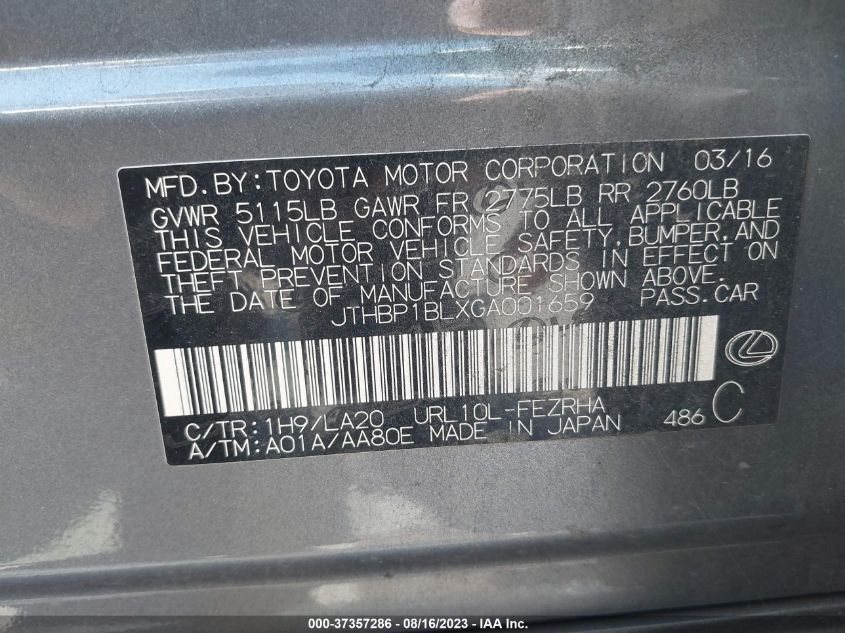 MFD. BY: TOYOTA MOTOR CORPORATION 03/16
GVWR 5115LB GAWR FR 2775LB RR 2760LB
THIS VEHICLE CONFORMS TO ALL APPLICABLE
FEDERAL MOTOR VEHICLE SAFETY, BUMPER, AND
THEFT PREVENTION STANDARDS IN EFFECT ON
THE DATE OF MANUFACTURE SHOWN ABOVE.
JTHBP1BLXGA001659 PASS. CAR
C/TR: 1H9/LA20 URL10L-FEZRHA
A/TM: A01A/AA80E MADE IN JAPAN 486 C
000-37357286 - 08/16/2023 - IAA Inc.